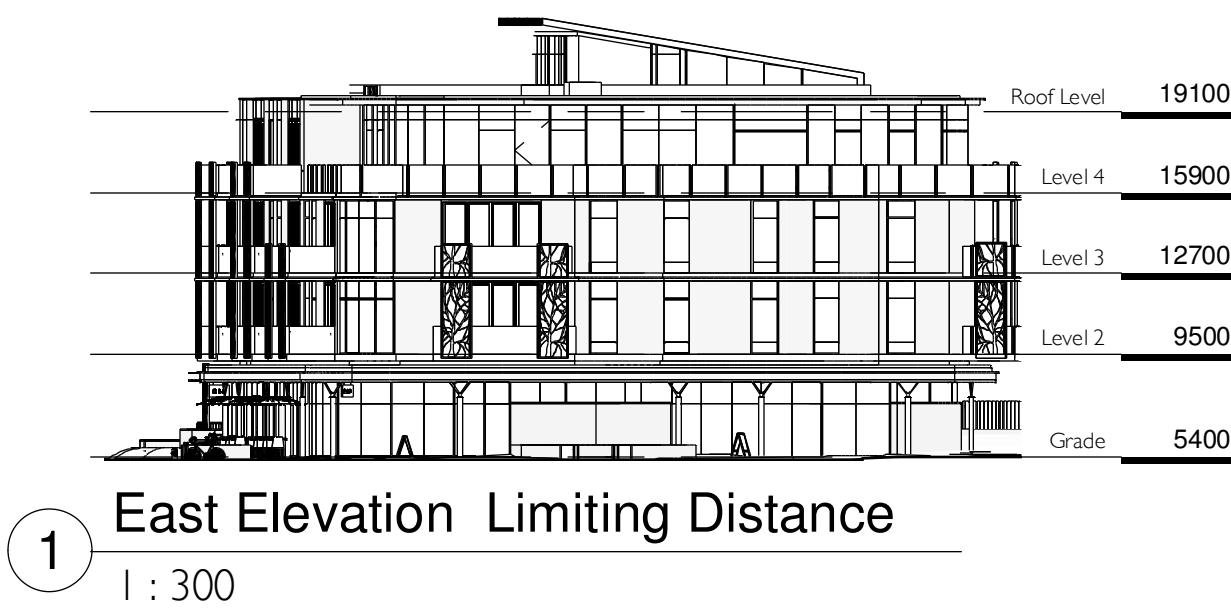 Roof Level 19100
Level 4 15900
Level 3 12700
Level 2 9500
Grade 5400
1 East Elevation Limiting Distance
1 : 300